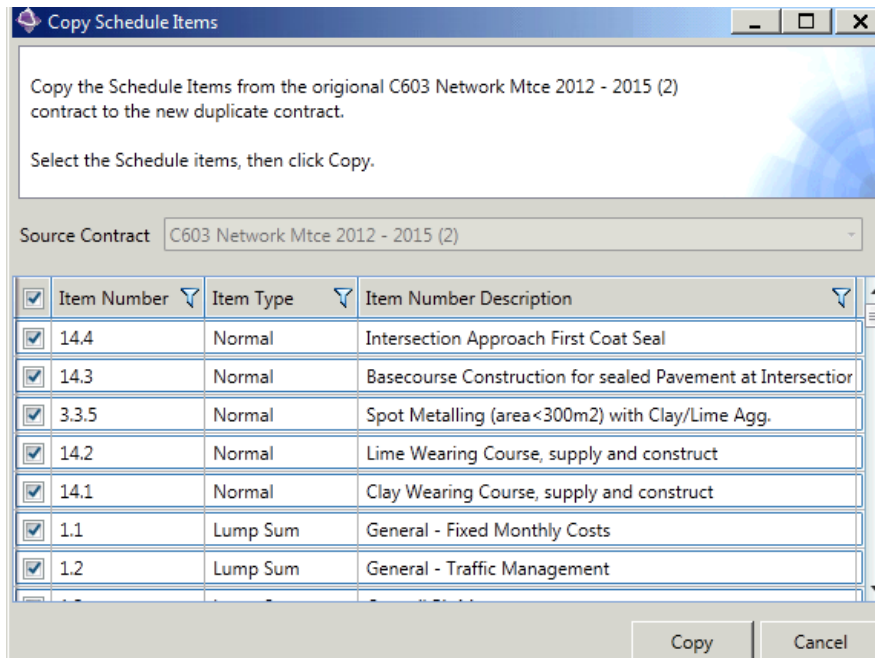 Copy Schedule Items
Copy the Schedule Items from the origional C603 Network Mtce 2012 - 2015 (2)
contract to the new duplicate contract.
Select the Schedule items, then click Copy.
Source Contract C603 Network Mtce 2012 - 2015 (2)
Item Number Item Type Item Number Description
14.4 Normal Intersection Approach First Coat Seal
14.3 Normal Basecourse Construction for sealed Pavement at Intersection
3.3.5 Normal Spot Metalling (area<300m2) with Clay/Lime Agg.
14.2 Normal Lime Wearing Course, supply and construct
14.1 Normal Clay Wearing Course, supply and construct
1.1 Lump Sum General - Fixed Monthly Costs
1.2 Lump Sum General - Traffic Management
Copy Cancel